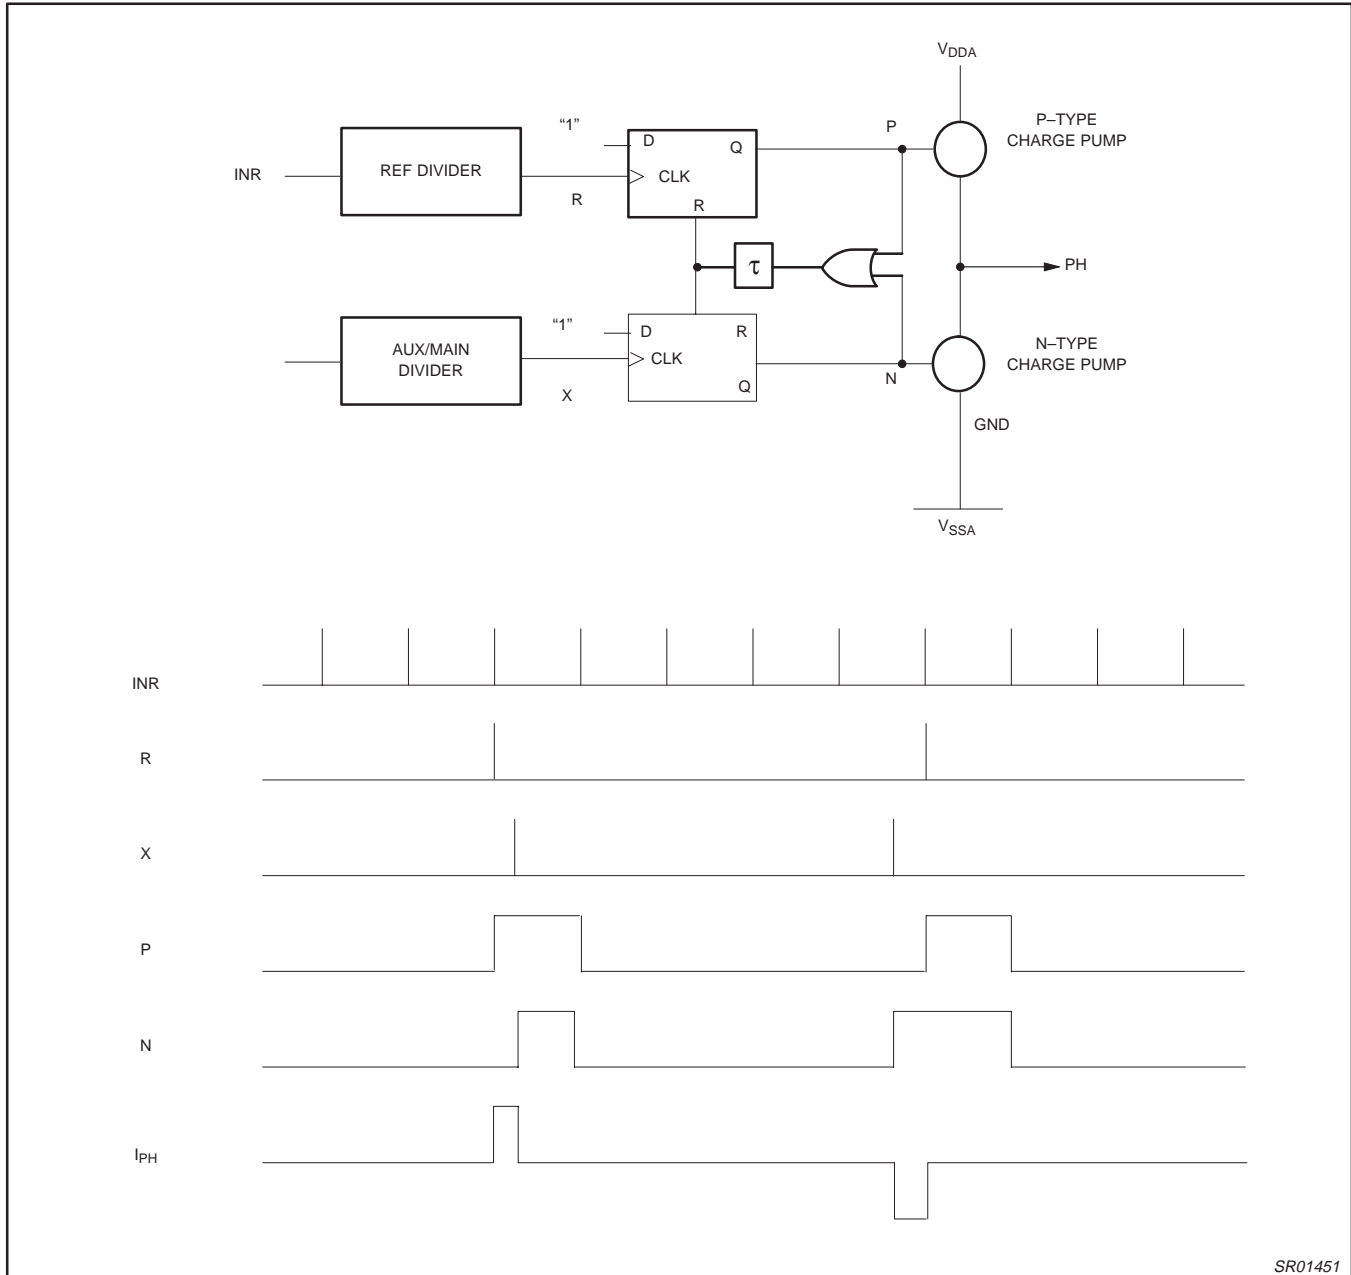 VDDA
P–TYPE
CHARGE PUMP
"1"
D
Q
P
INR
REF DIVIDER
R
CLK
R
τ
PH
"1"
D
R
AUX/MAIN
DIVIDER
X
CLK
Q
N
N–TYPE
CHARGE PUMP
GND
VSSA
INR
R
X
P
N
IPH
SR01451